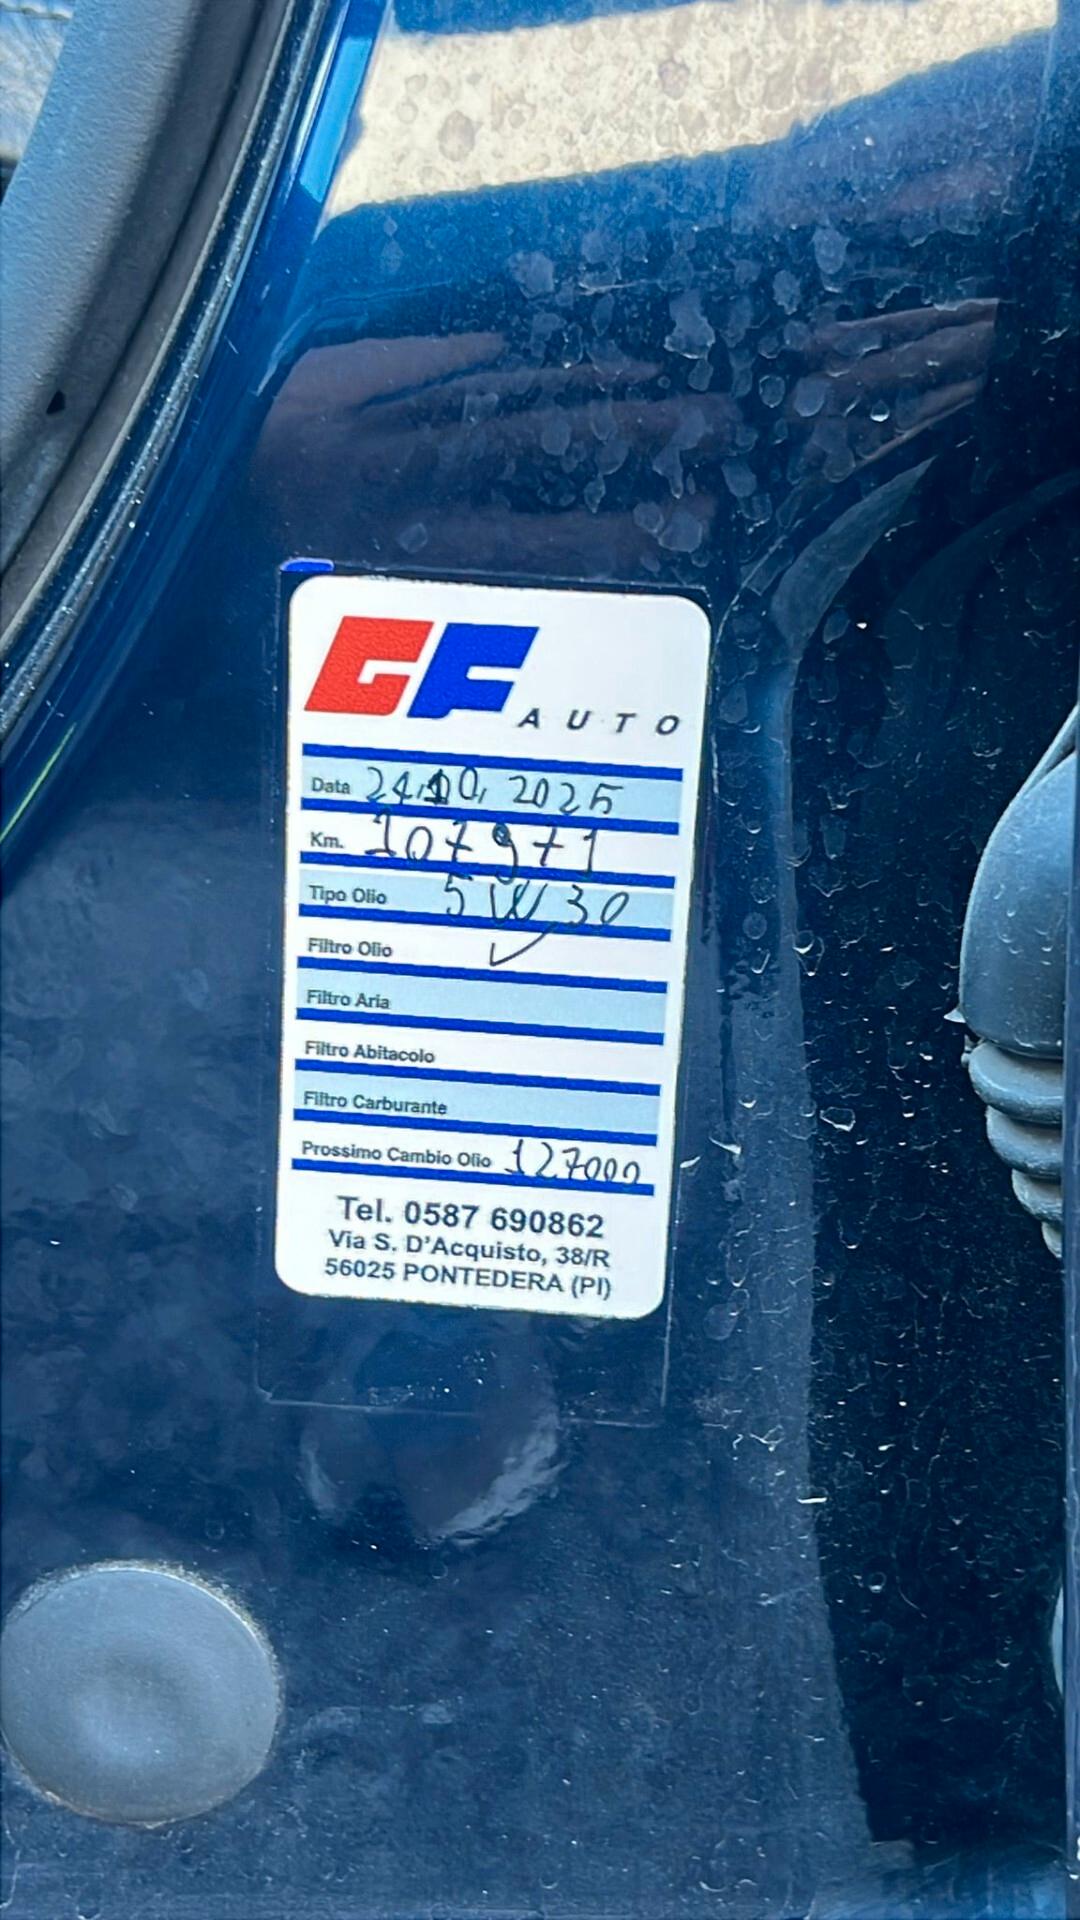 GF AUTO
Data 24.10.2025
Km. 107971
Tipo Olio 5W30
Filtro Olio ✓
Filtro Aria
Filtro Abitacolo
Filtro Carburante
Prossimo Cambio Olio 127000
Tel. 0587 690862
Via S. D'Acquisto, 38/R
56025 PONTEDERA (PI)